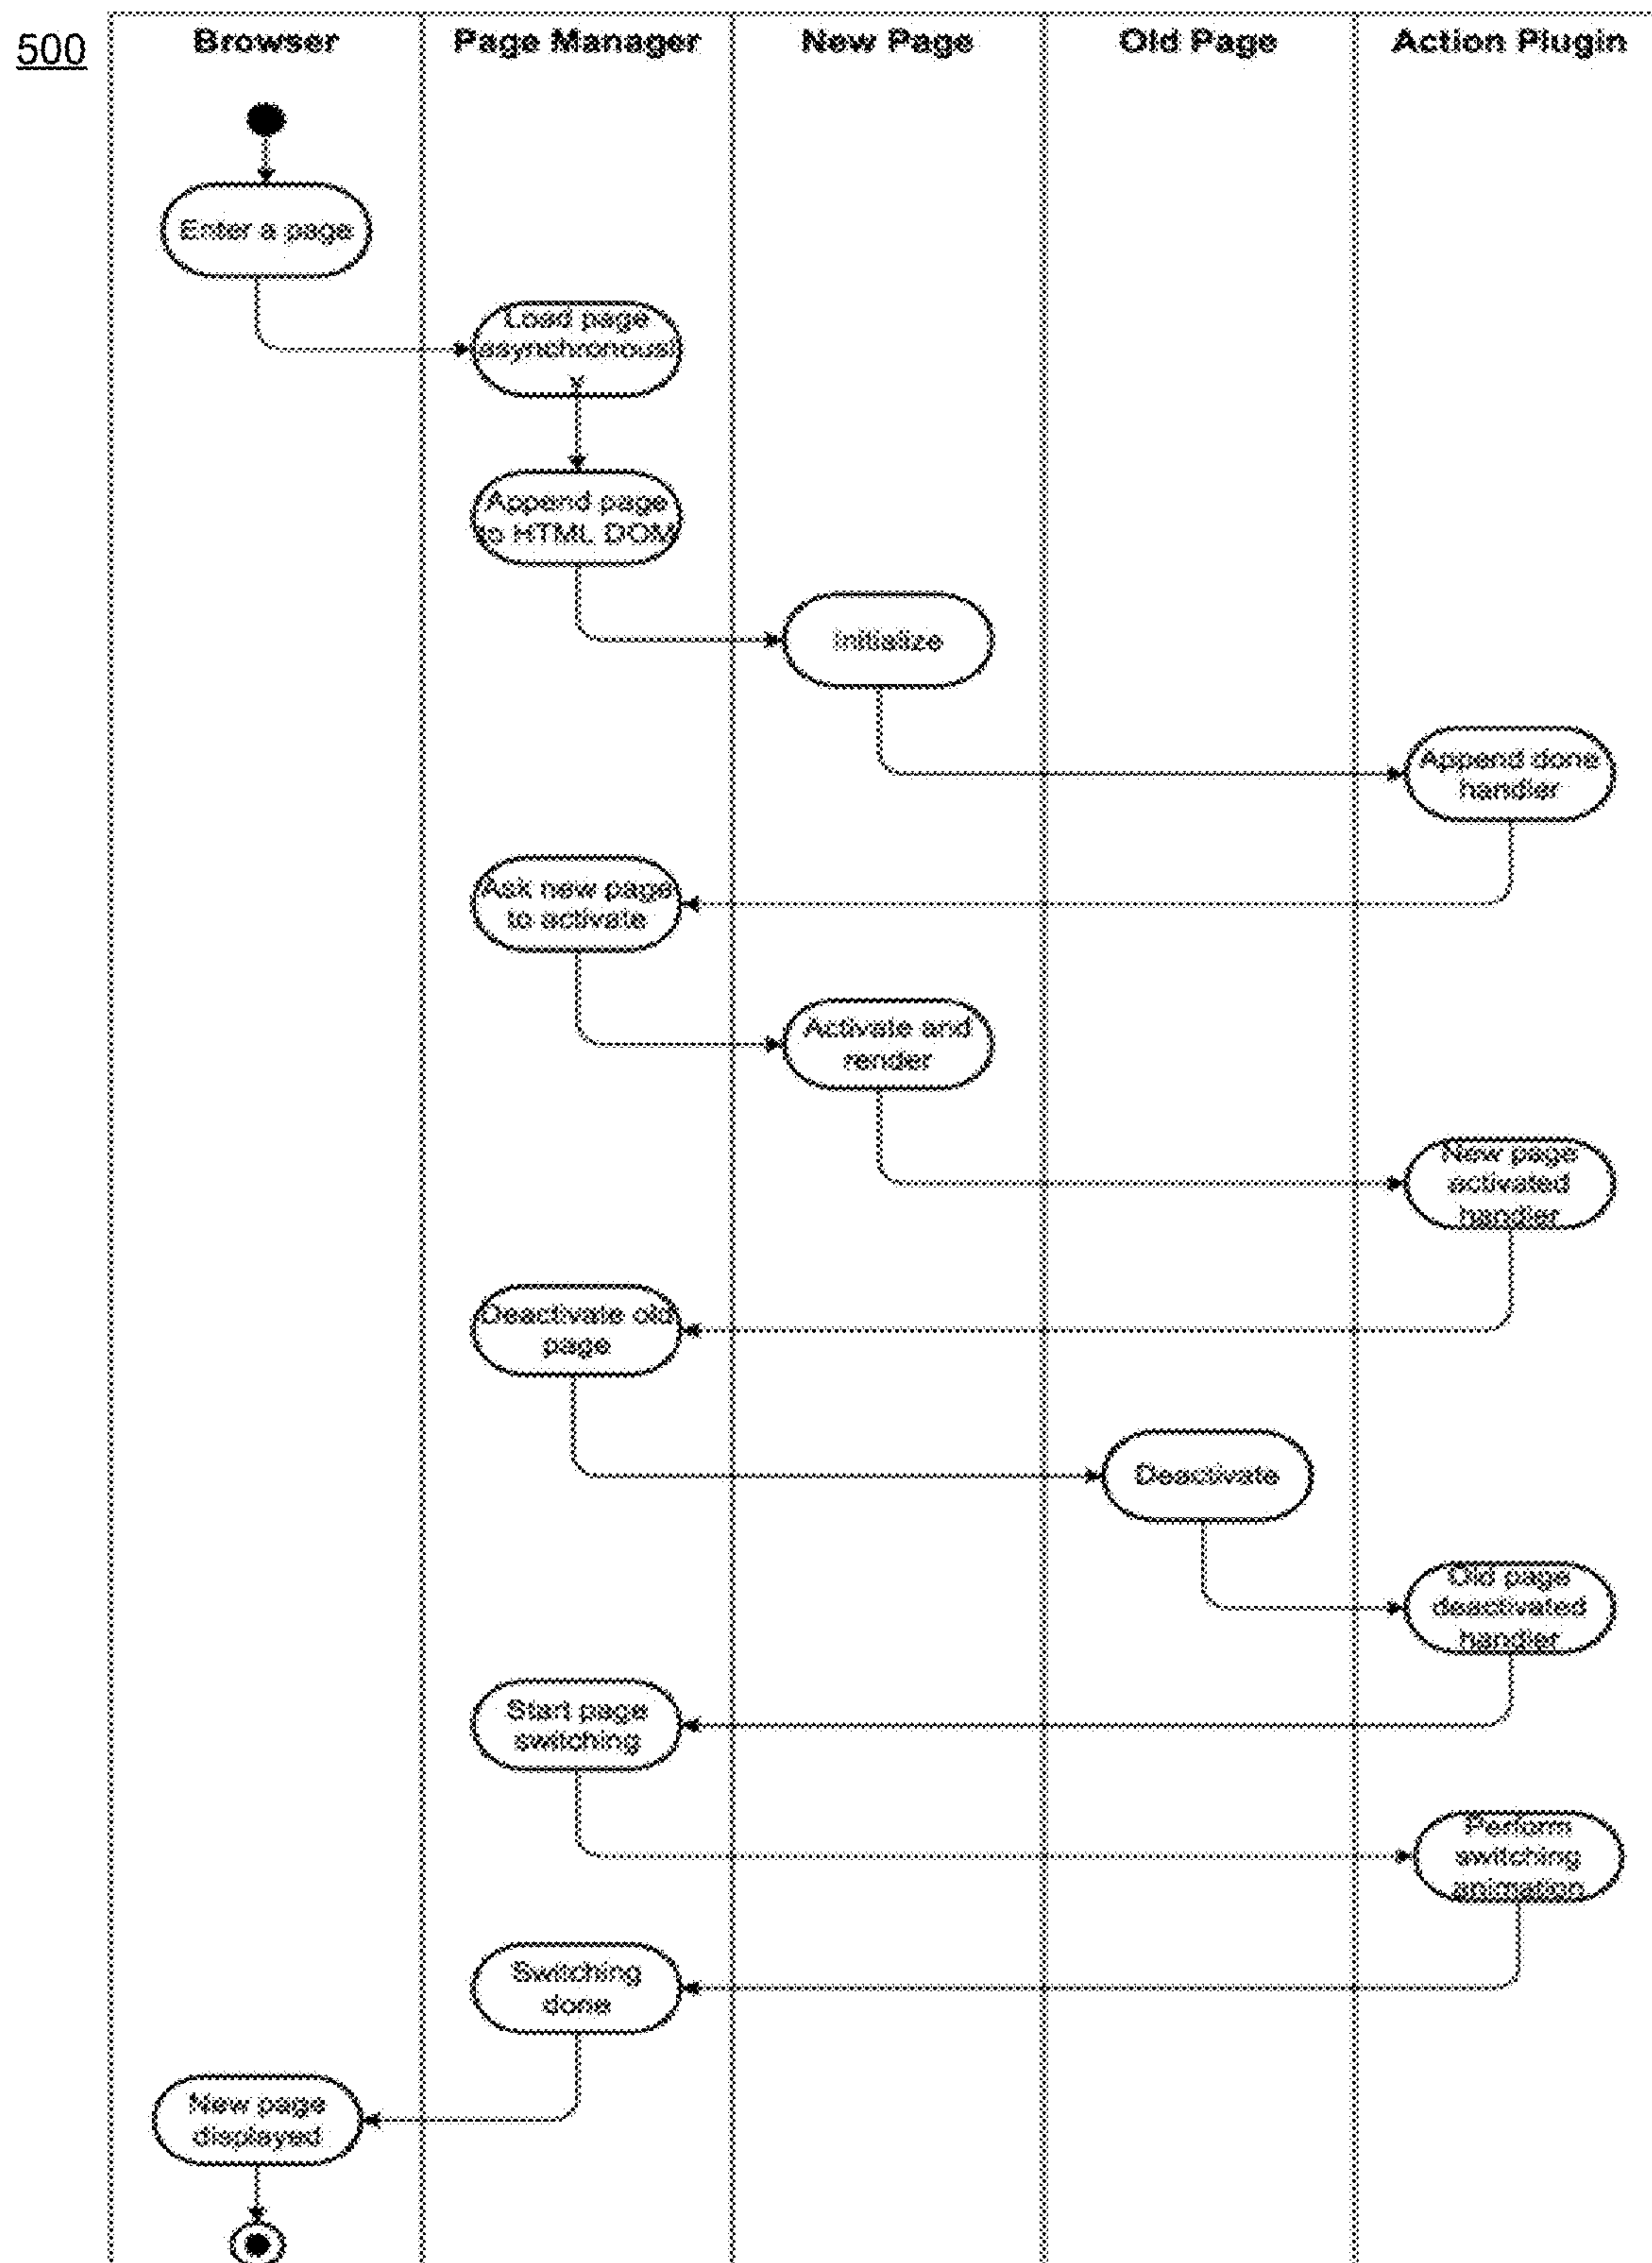 500
Browser
Page Manager
New Page
Old Page
Action Plugin
Enter a page
Load page
asynchronousl
y
Append page
to HTML DOM
Initialize
Append done
handler
Ask new page
to activate
Activate and
render
New page
activated
handler
Deactivate old
page
Deactivate
Old page
deactivated
handler
Start page
switching
Perform
switching
animation
Switching
done
New page
displayed